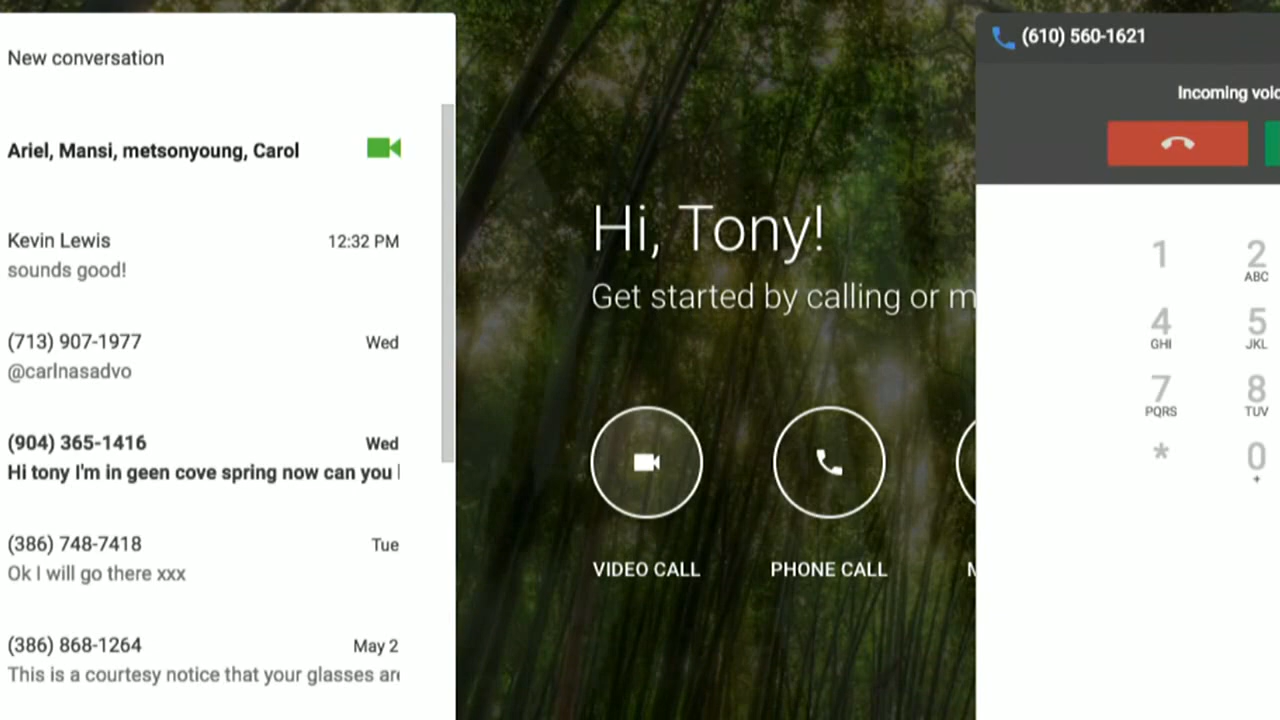 New conversation
Ariel, Mansi, metsonyoung, Carol
Kevin Lewis 12:32 PM
sounds good!
(713) 907-1977 Wed
@carlnasadvo
(904) 365-1416 Wed
Hi tony I'm in geen cove spring now can you
(386) 748-7418 Tue
Ok I will go there xxx
(386) 868-1264 May 2
This is a courtesy notice that your glasses are
Hi, Tony!
Get started by calling or m
VIDEO CALL
PHONE CALL
M
(610) 560-1621
Incoming voic
1 2
ABC
4 5
GHI JKL
7 8
PQRS TUV
* 0
+